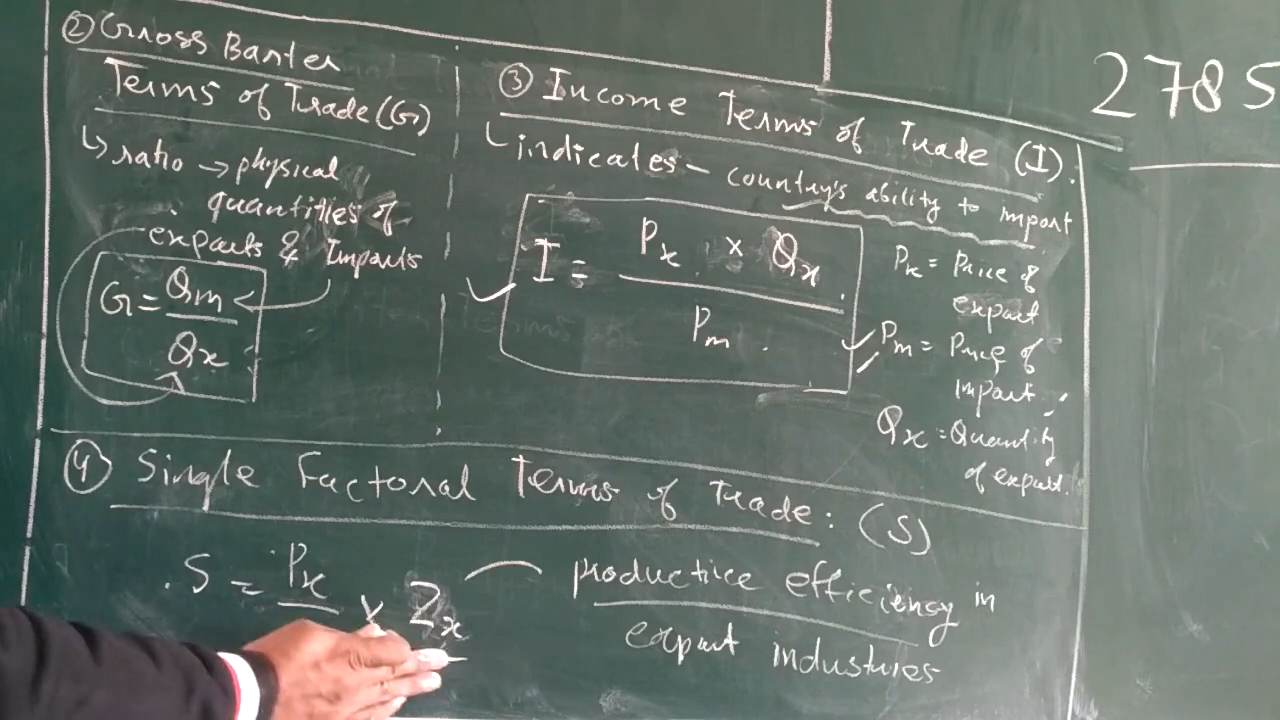 ② Gross Barter
Terms of Trade (G)
↳ ratio → physical
quantities of
exports & Imports
G = Qm
Qx
③ Income Terms of Trade (I):
indicates – country's ability to import
I = Px × Qx
Pm
Px = Price of
export
Pm = Price of
import
Qx = Quantity
of export.
④ Single Factoral Terms of Trade: (S)
S = Px × Zx
productive efficiency in
export industries
2785